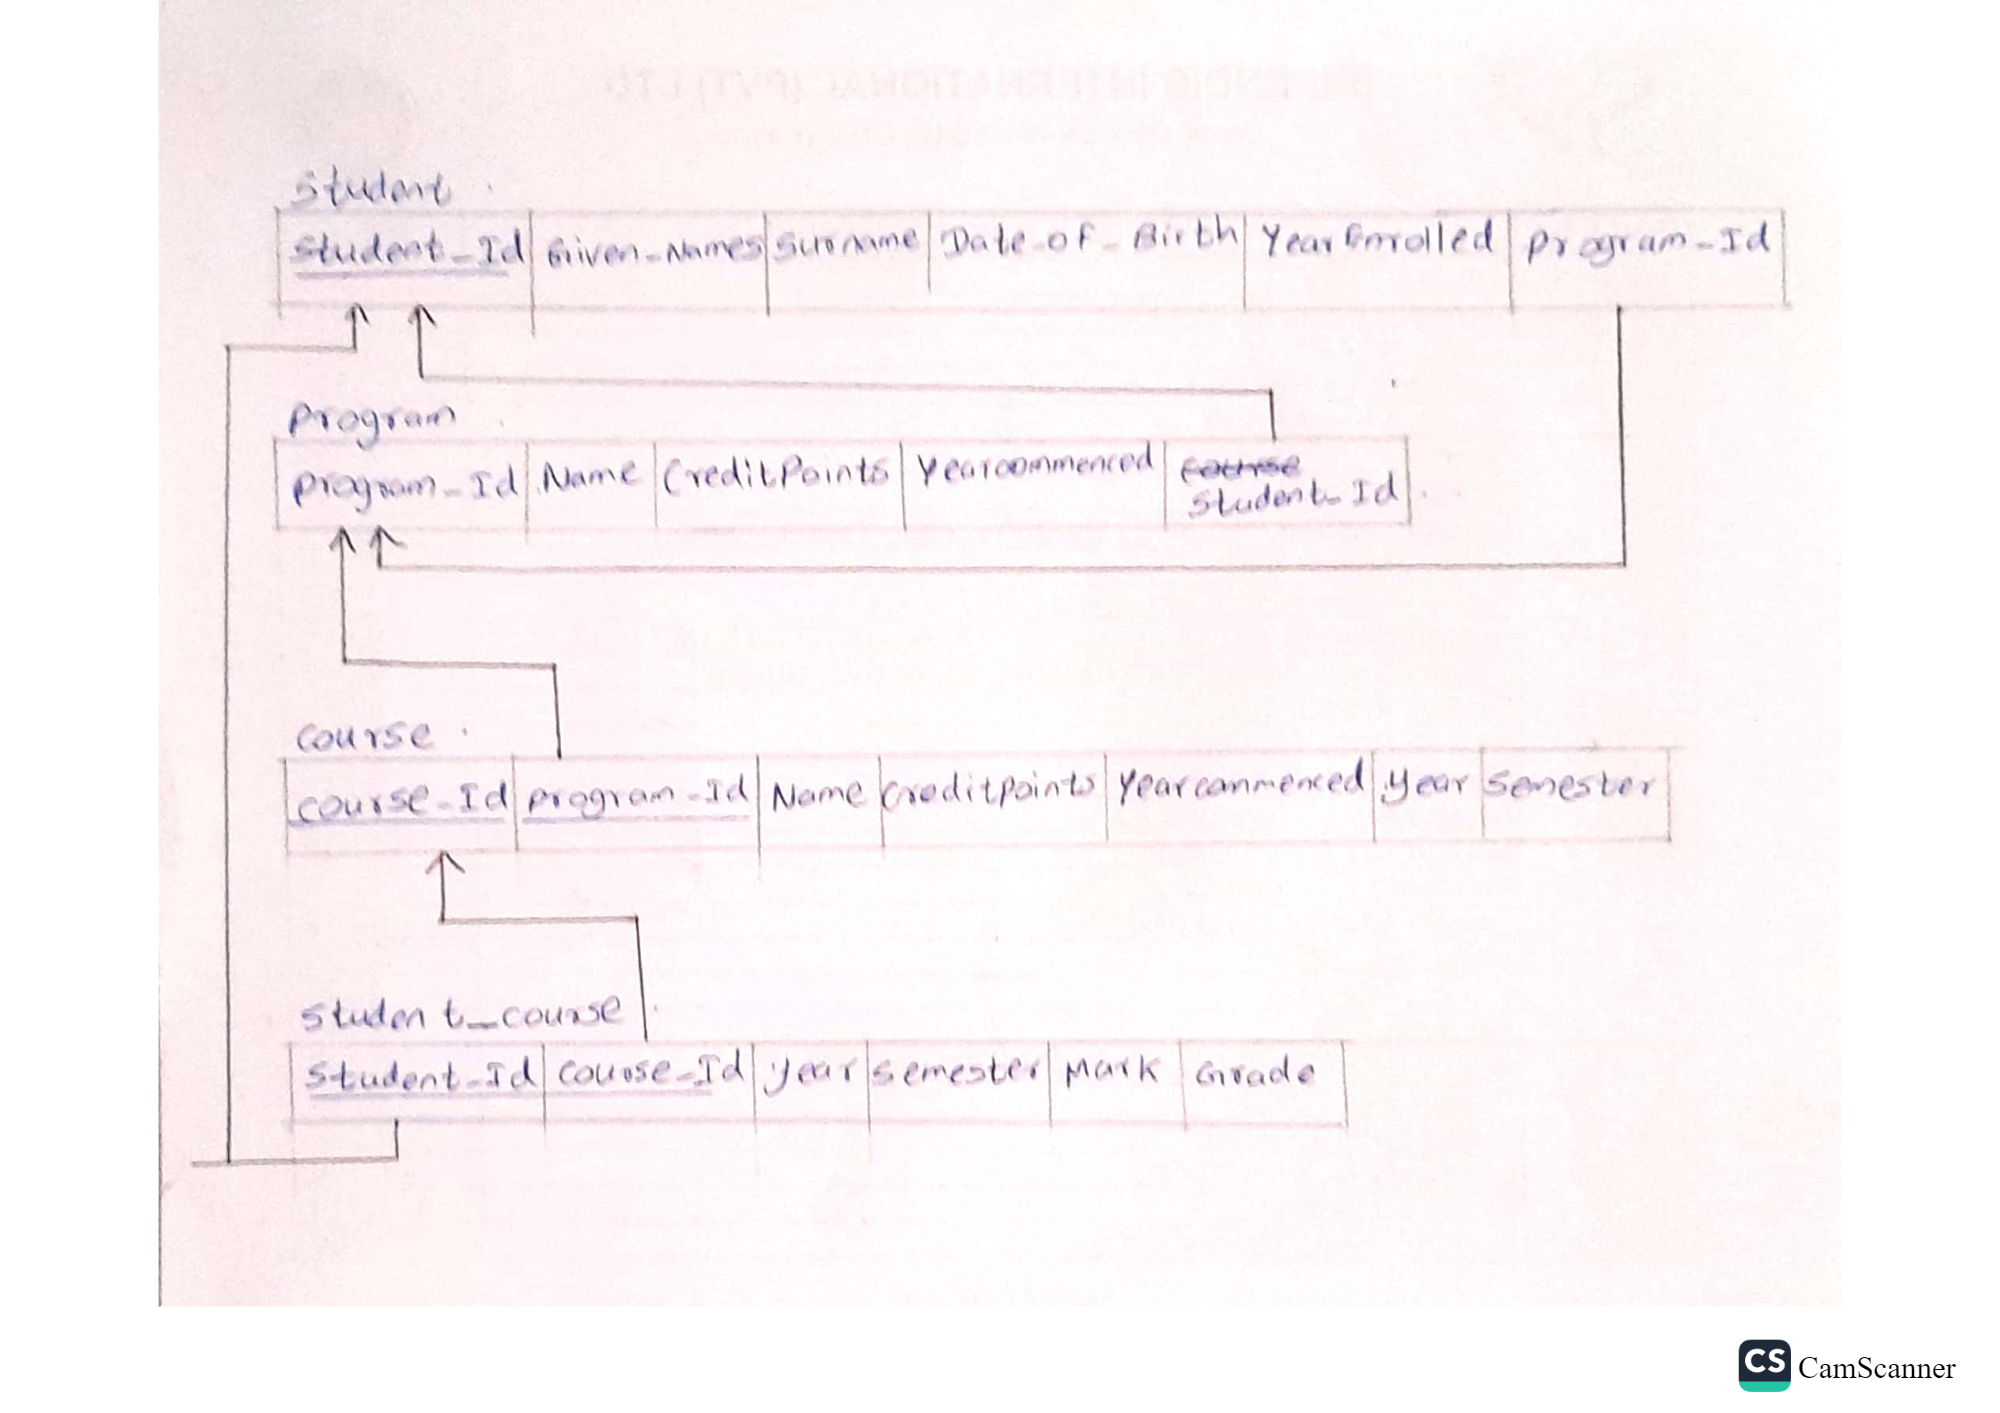 Student
Student_Id Given_Names Surname Date_of_Birth Year Enrolled Program_Id
Program
Program_Id Name CreditPoints Yearcommenced course
Student_Id
Course
Course_Id Program_Id Name Creditpoints Yearcommenced Year Semester
Student_course
Student_Id Course_Id Year Semester Mark Grade
CS CamScanner